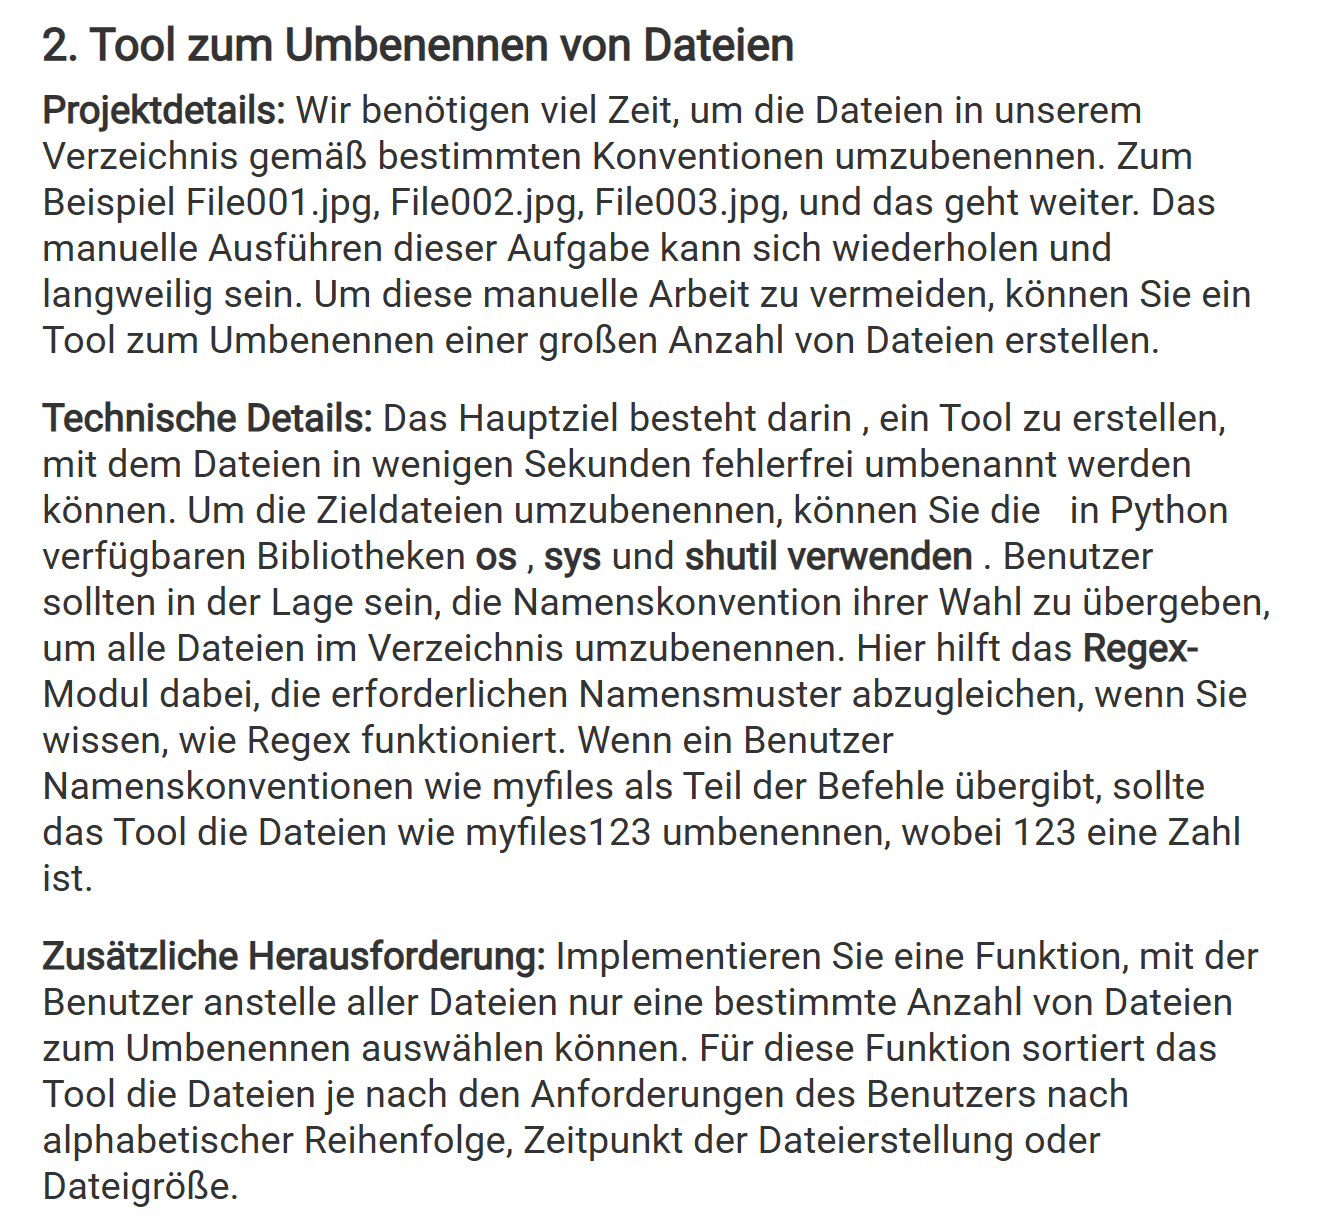 2. Tool zum Umbenennen von Dateien
Projektdetails: Wir benötigen viel Zeit, um die Dateien in unserem
Verzeichnis gemäß bestimmten Konventionen umzubenennen. Zum
Beispiel File001.jpg, File002.jpg, File003.jpg, und das geht weiter. Das
manuelle Ausführen dieser Aufgabe kann sich wiederholen und
langweilig sein. Um diese manuelle Arbeit zu vermeiden, können Sie ein
Tool zum Umbenennen einer großen Anzahl von Dateien erstellen.
Technische Details: Das Hauptziel besteht darin , ein Tool zu erstellen,
mit dem Dateien in wenigen Sekunden fehlerfrei umbenannt werden
können. Um die Zieldateien umzubenennen, können Sie die   in Python
verfügbaren Bibliotheken os , sys und shutil verwenden . Benutzer
sollten in der Lage sein, die Namenskonvention ihrer Wahl zu übergeben,
um alle Dateien im Verzeichnis umzubenennen. Hier hilft das Regex-
Modul dabei, die erforderlichen Namensmuster abzugleichen, wenn Sie
wissen, wie Regex funktioniert. Wenn ein Benutzer
Namenskonventionen wie myfiles als Teil der Befehle übergibt, sollte
das Tool die Dateien wie myfiles123 umbenennen, wobei 123 eine Zahl
ist.
Zusätzliche Herausforderung: Implementieren Sie eine Funktion, mit der
Benutzer anstelle aller Dateien nur eine bestimmte Anzahl von Dateien
zum Umbenennen auswählen können. Für diese Funktion sortiert das
Tool die Dateien je nach den Anforderungen des Benutzers nach
alphabetischer Reihenfolge, Zeitpunkt der Dateierstellung oder
Dateigröße.